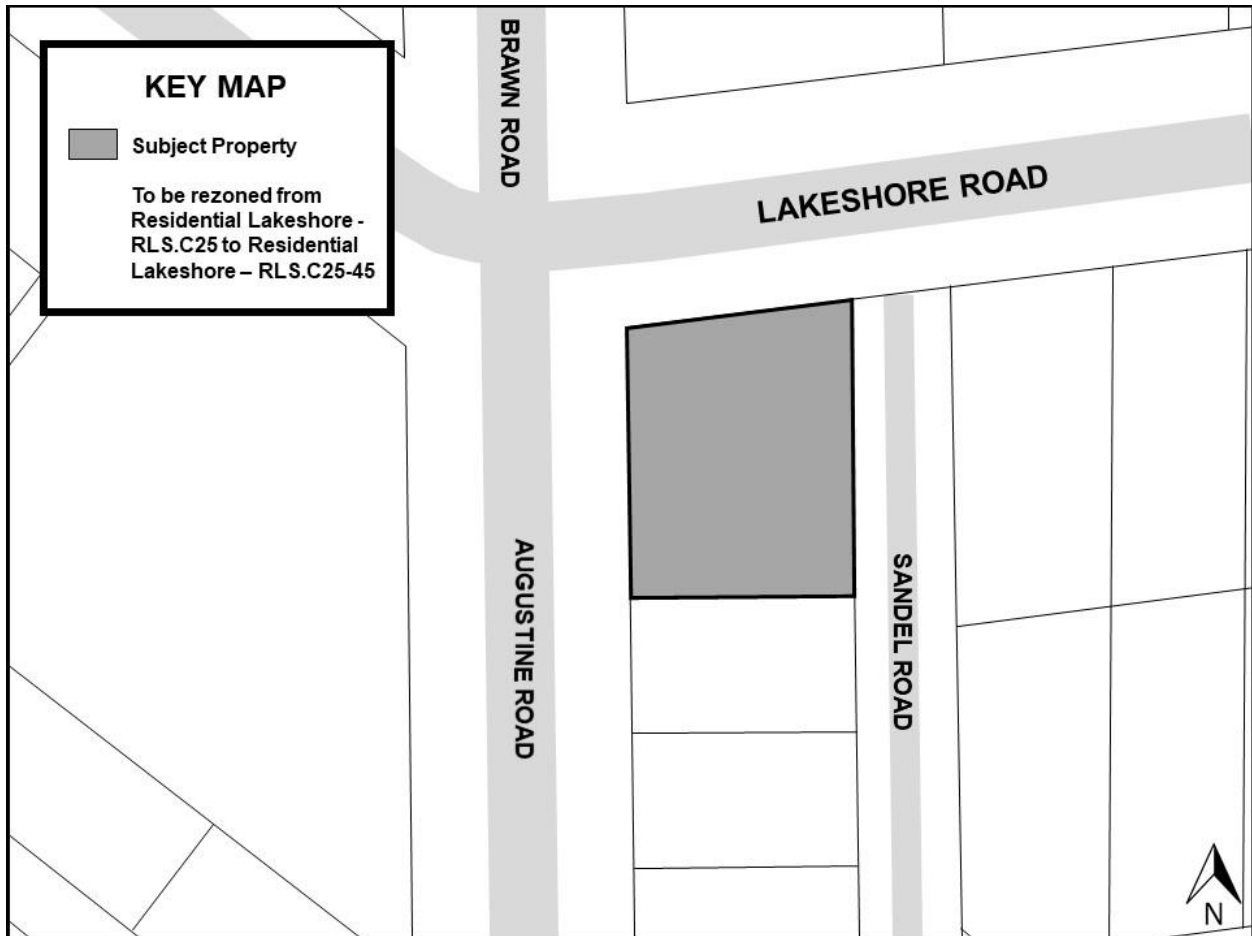 KEY MAP
Subject Property
To be rezoned from
Residential Lakeshore -
RLS.C25 to Residential
Lakeshore – RLS.C25-45
BRAWN ROAD
LAKESHORE ROAD
AUGUSTINE ROAD
SANDEL ROAD
N